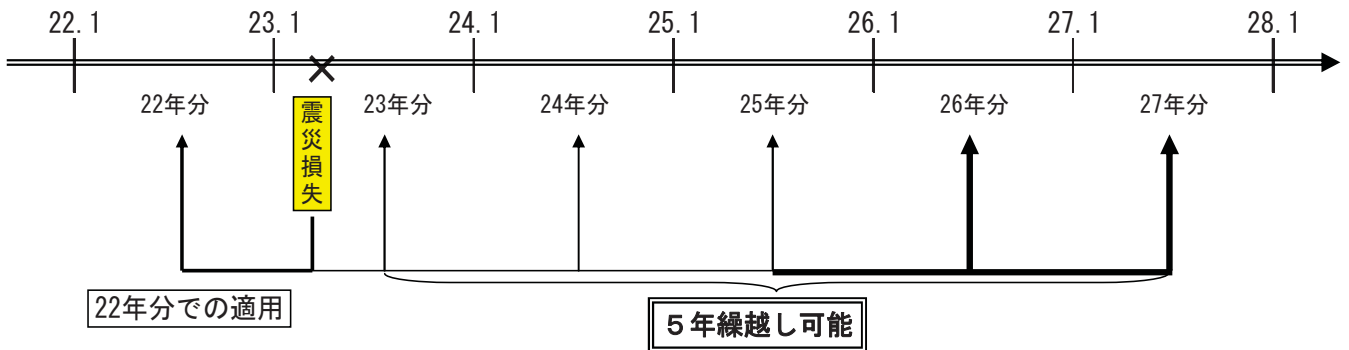 22.1 23.1 24.1 25.1 26.1 27.1 28.1
22年分 23年分 24年分 25年分 26年分 27年分
震災損失
22年分での適用
５年繰越し可能